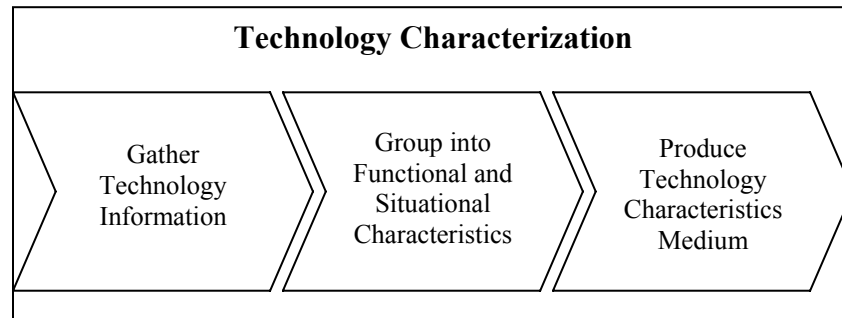 Technology Characterization
Gather
Technology
Information
Group into
Functional and
Situational
Characteristics
Produce
Technology
Characteristics
Medium